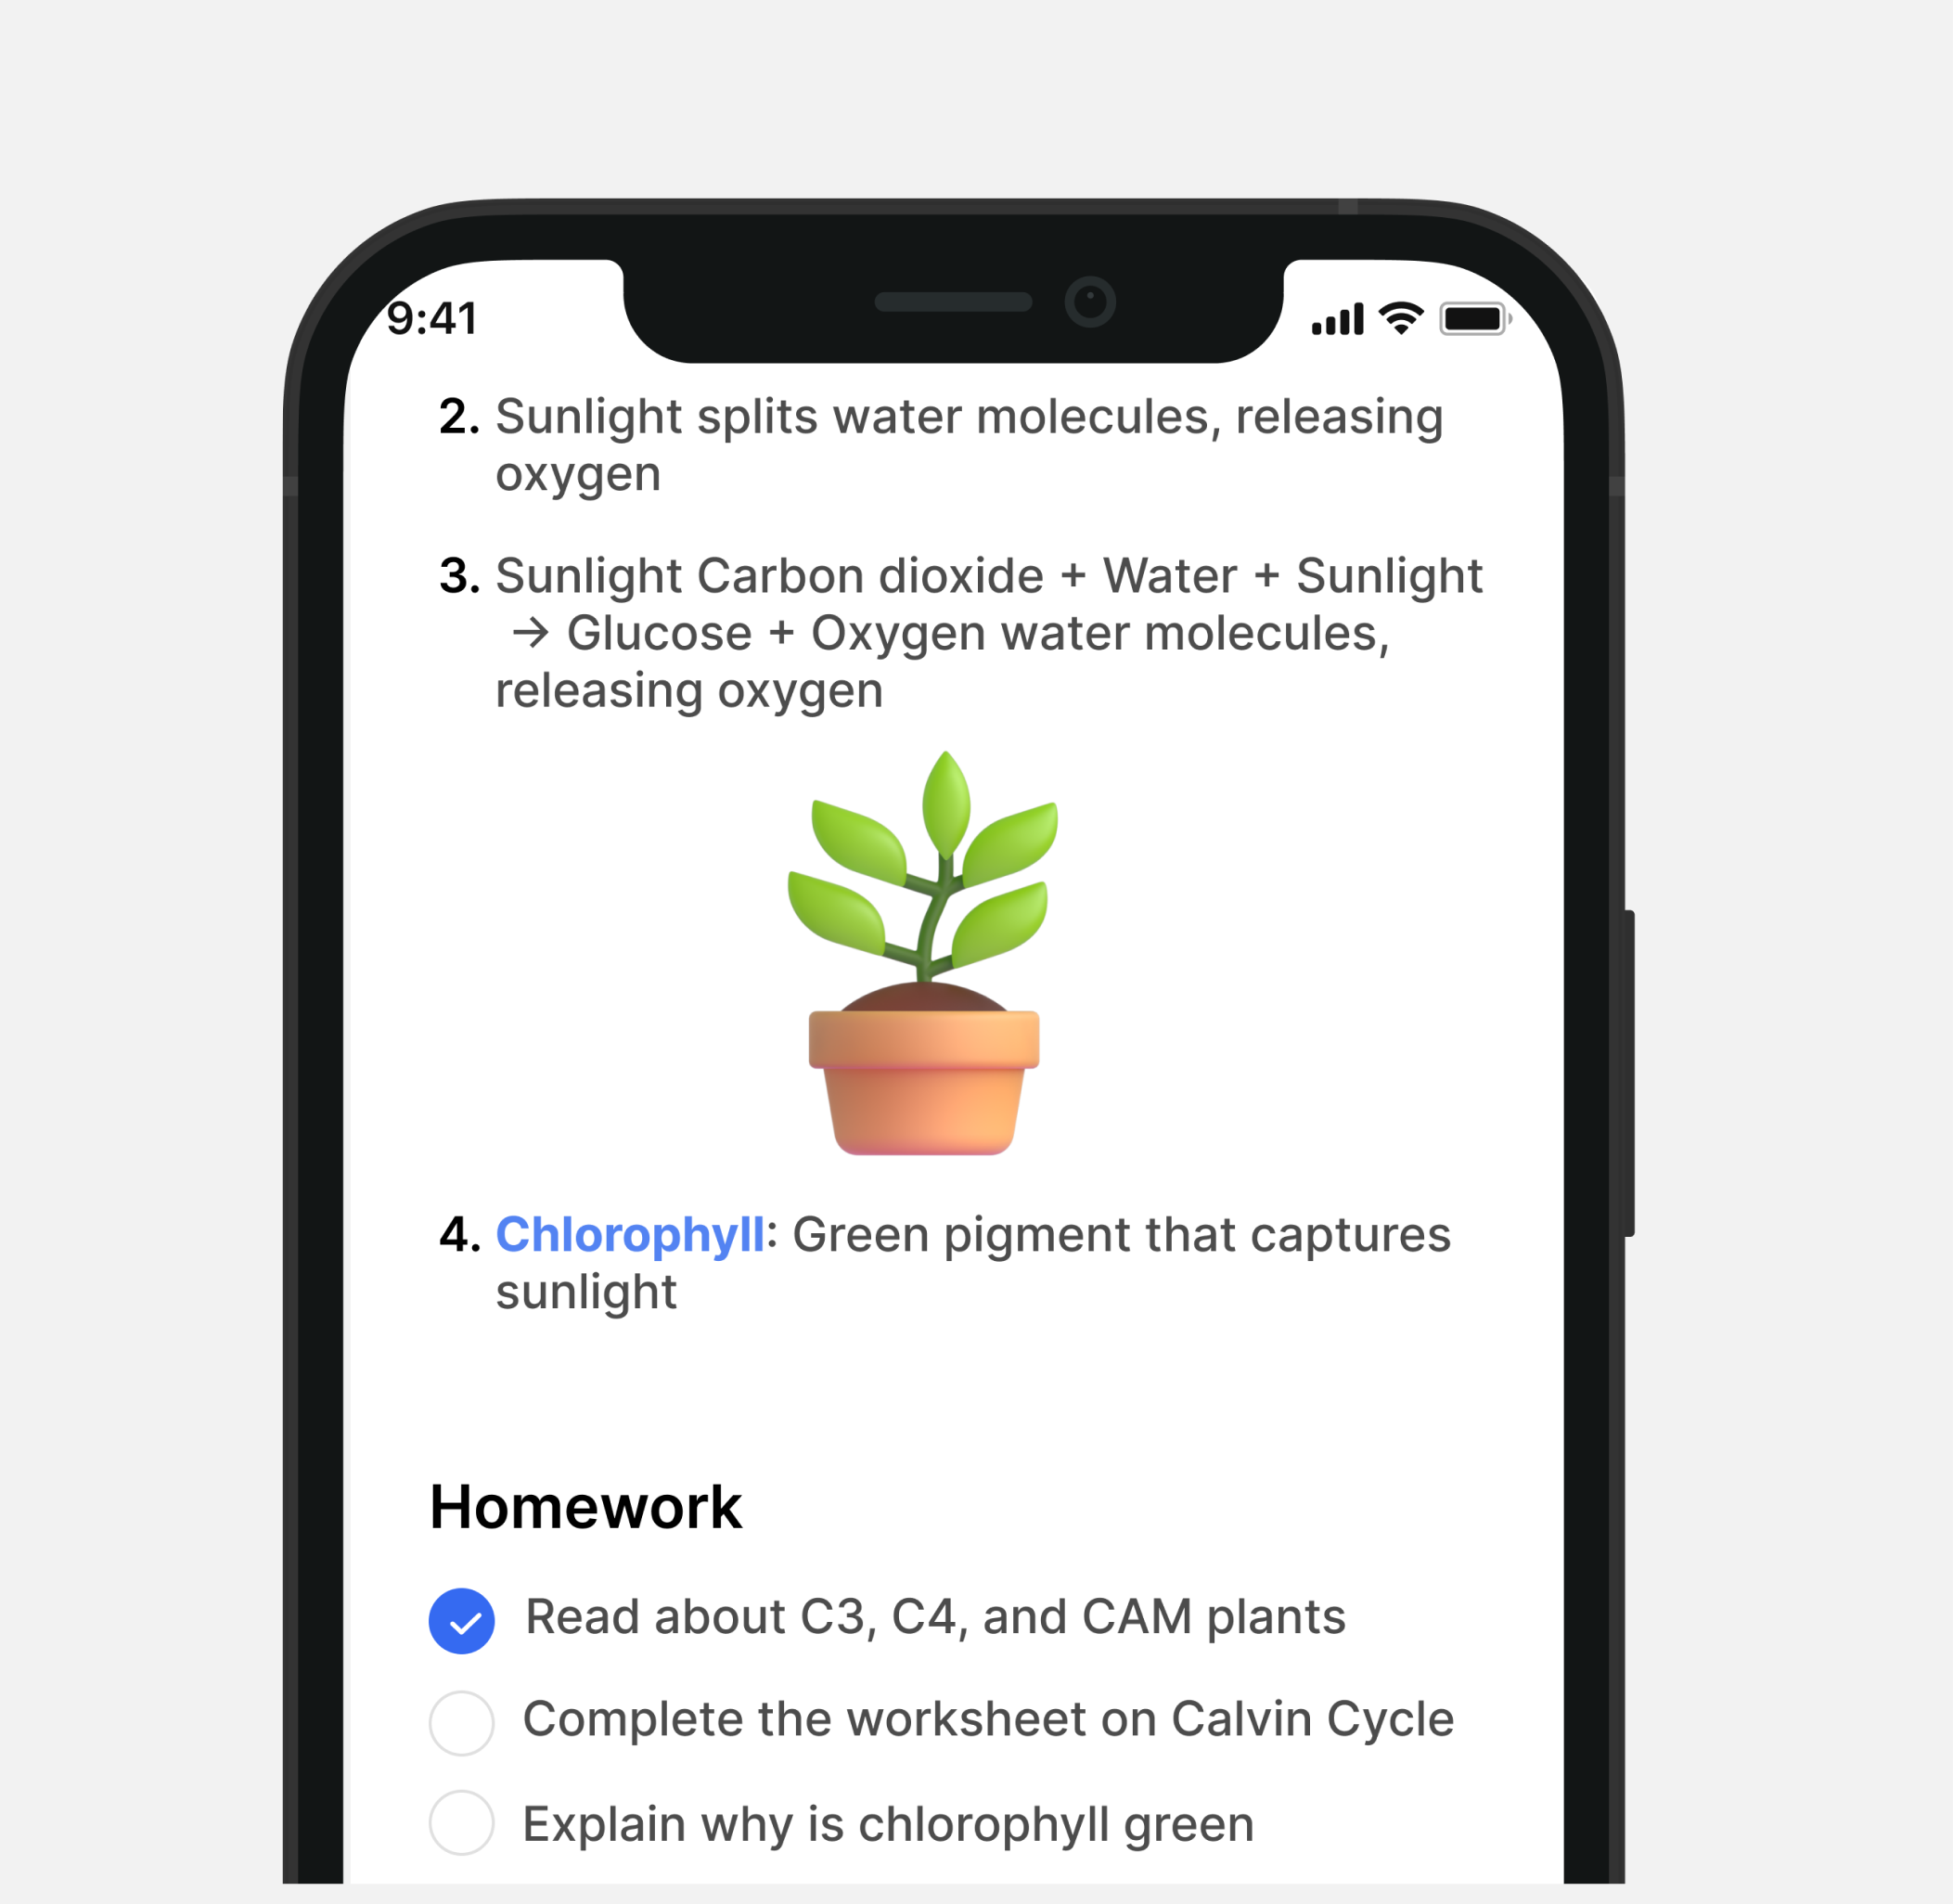 9:41
2. Sunlight splits water molecules, releasing
oxygen
3. Sunlight Carbon dioxide + Water + Sunlight
→ Glucose + Oxygen water molecules,
releasing oxygen
4. Chlorophyll: Green pigment that captures
sunlight
Homework
Read about C3, C4, and CAM plants
Complete the worksheet on Calvin Cycle
Explain why is chlorophyll green